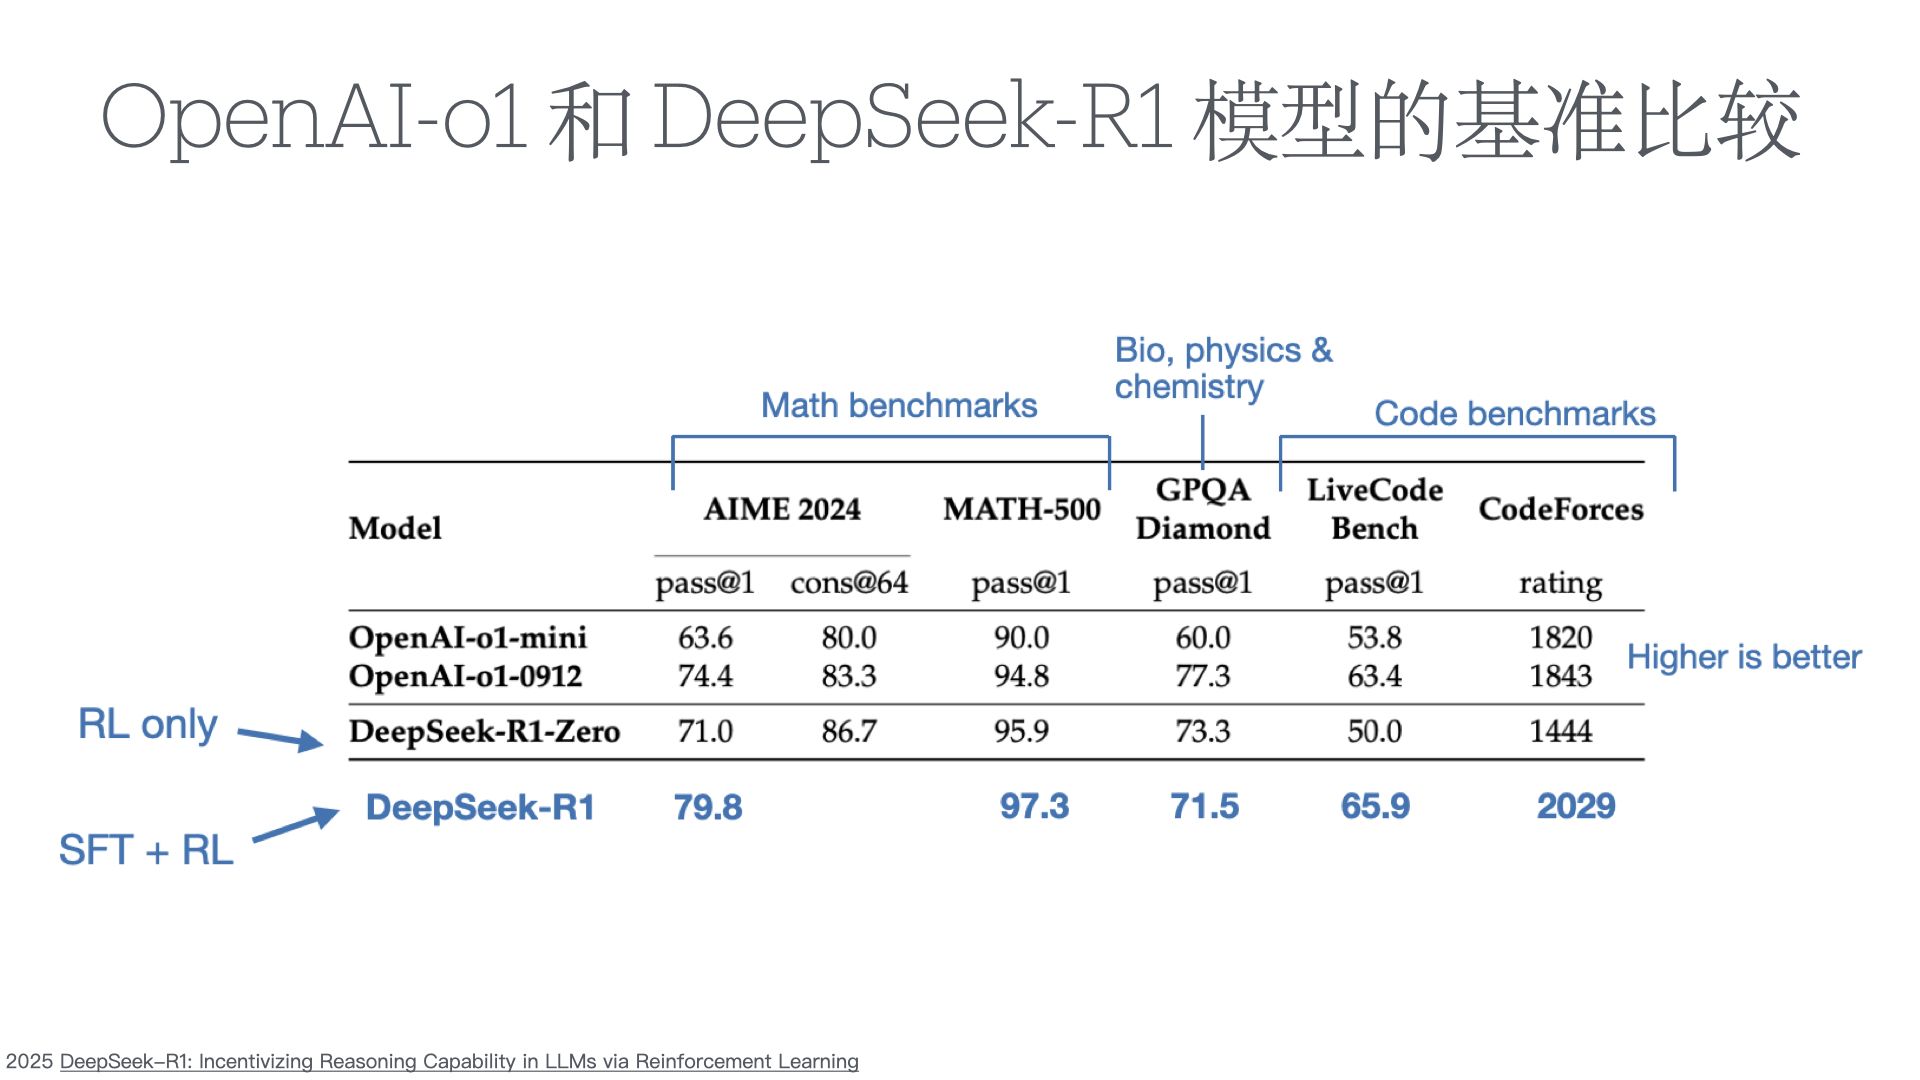 OpenAI-o1 和 DeepSeek-R1 模型的基准比较
Bio, physics &
chemistry
Math benchmarks
Code benchmarks
Model
AIME 2024
MATH-500
GPQA
Diamond
LiveCode
Bench
CodeForces
pass@1 cons@64 pass@1 pass@1 pass@1 rating
OpenAI-o1-mini 63.6 80.0 90.0 60.0 53.8 1820
OpenAI-o1-0912 74.4 83.3 94.8 77.3 63.4 1843
Higher is better
RL only
DeepSeek-R1-Zero 71.0 86.7 95.9 73.3 50.0 1444
DeepSeek-R1 79.8 97.3 71.5 65.9 2029
SFT + RL
2025 DeepSeek-R1: Incentivizing Reasoning Capability in LLMs via Reinforcement Learning